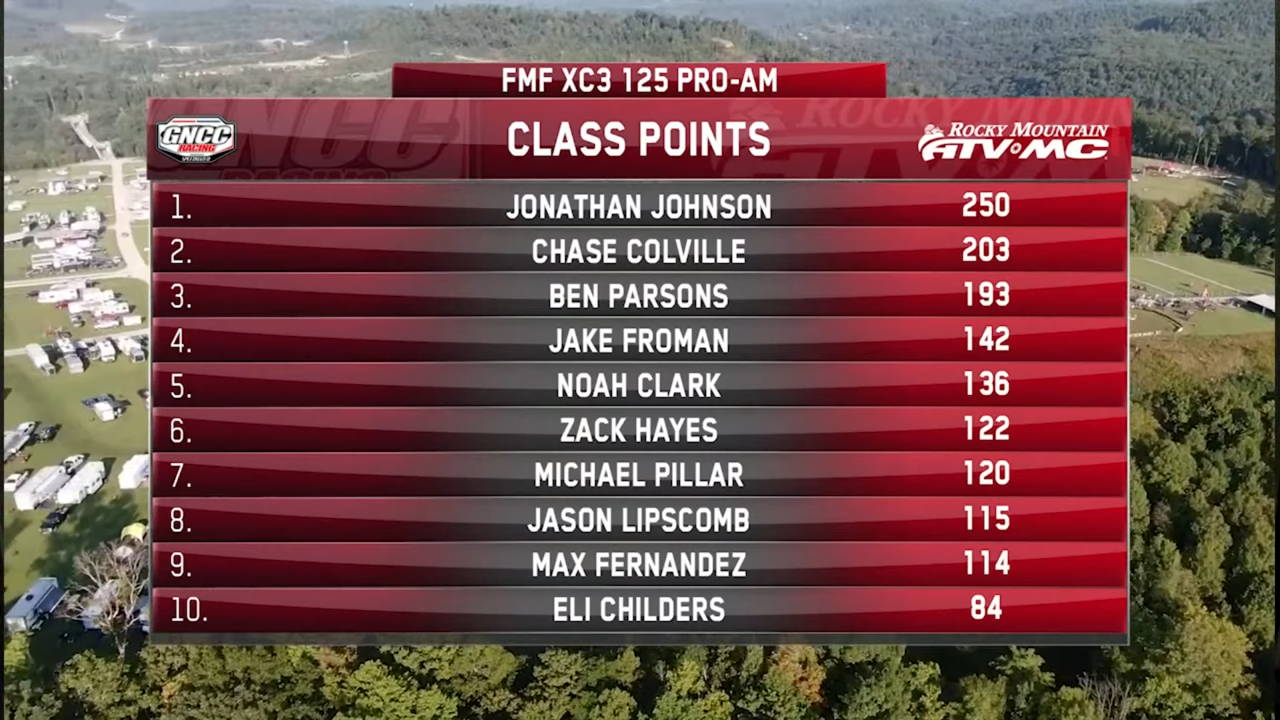 FMF XC3 125 PRO-AM
GNCC RACING
CLASS POINTS
ROCKY MOUNTAIN
ATV MC
1. JONATHAN JOHNSON 250
2. CHASE COLVILLE 203
3. BEN PARSONS 193
4. JAKE FROMAN 142
5. NOAH CLARK 136
6. ZACK HAYES 122
7. MICHAEL PILLAR 120
8. JASON LIPSCOMB 115
9. MAX FERNANDEZ 114
10. ELI CHILDERS 84